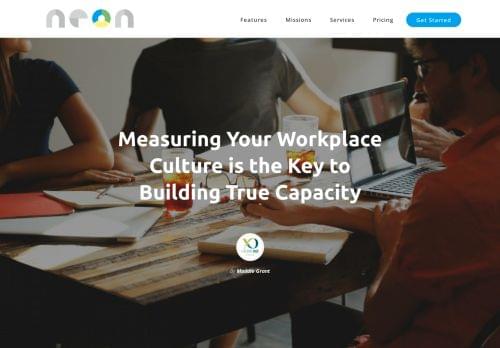 neon
Features Missions Services Pricing Get Started
Measuring Your Workplace
Culture is the Key to
Building True Capacity
XO
by Maddie Grant